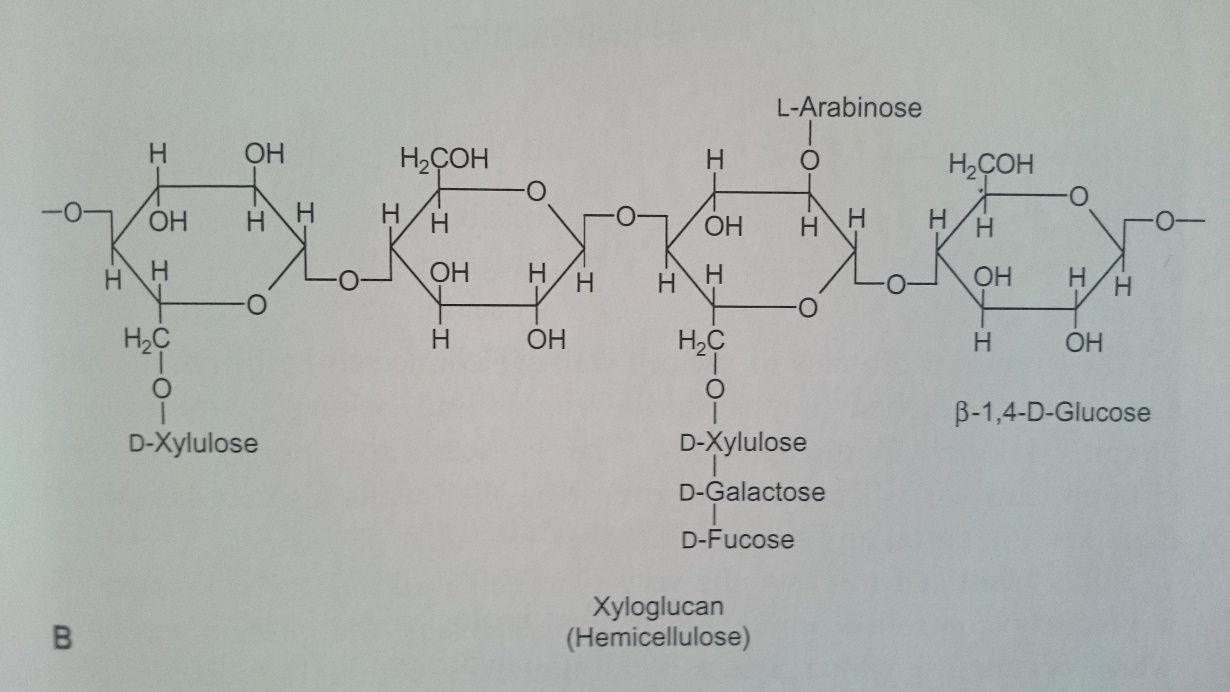 L-Arabinose
H OH H₂COH H O H₂COH
–O– H O H H –O– H O –O–
OH H H OH H H
H H OH H H H H OH H H
O O O O
H₂C H OH H₂C H OH
O O
β-1,4-D-Glucose
D-Xylulose D-Xylulose
D-Galactose
D-Fucose
Xyloglucan
B (Hemicellulose)